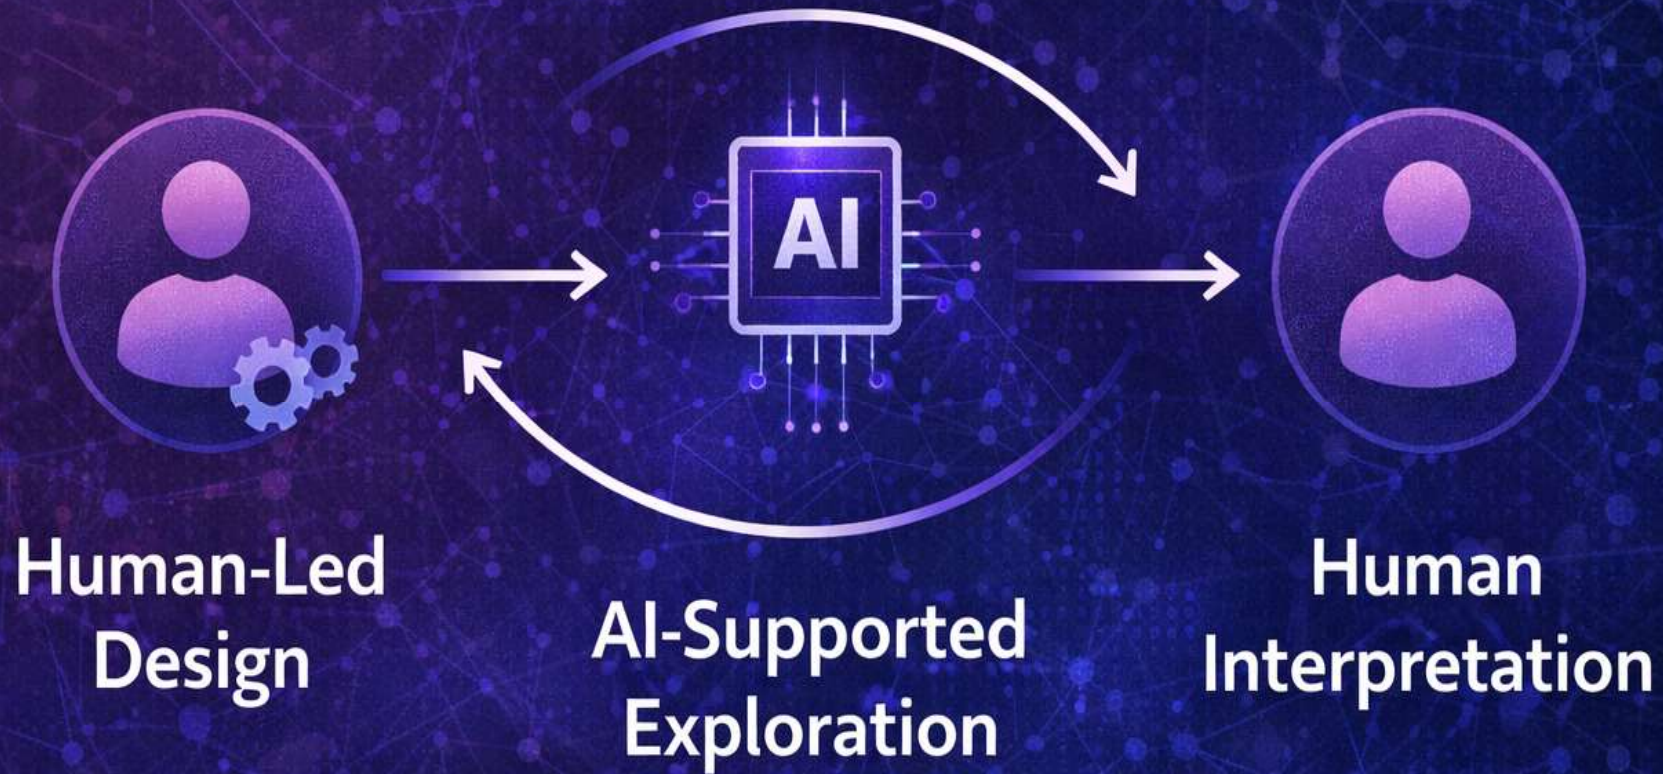 AI
Human-Led
Design
AI-Supported
Exploration
Human
Interpretation